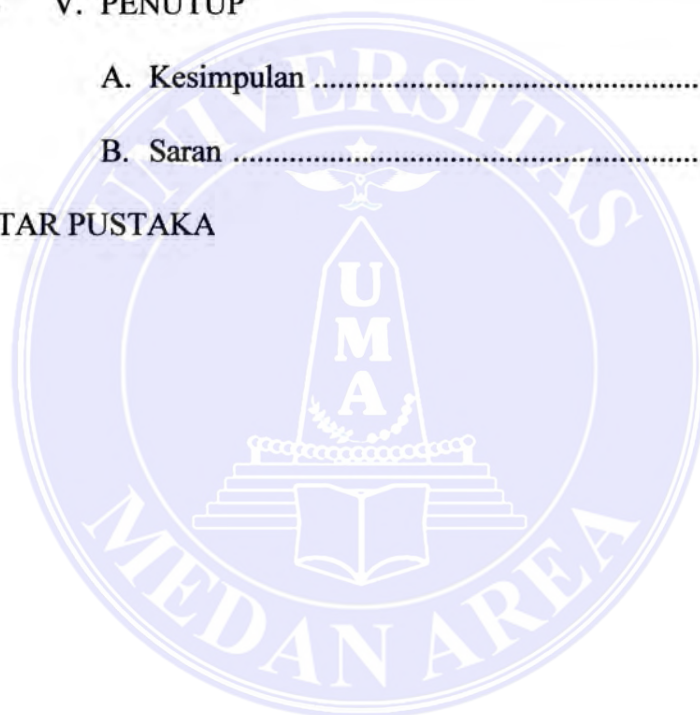 V. PENUTUP
A. Kesimpulan ................................................
B. Saran ..........................................................
TAR PUSTAKA
UNIVERSITAS
U
M
A
MEDAN AREA